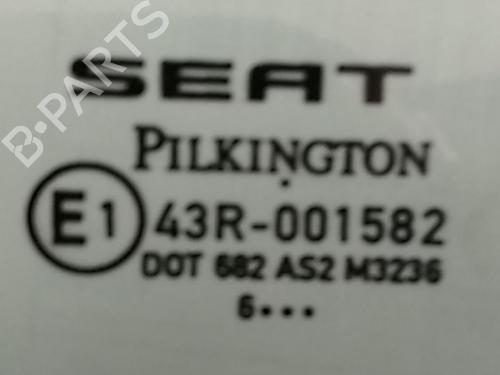 B-PARTS
SEAT
PILKINGTON
E1 43R-001582
DOT 682 AS2 M3236
6•••